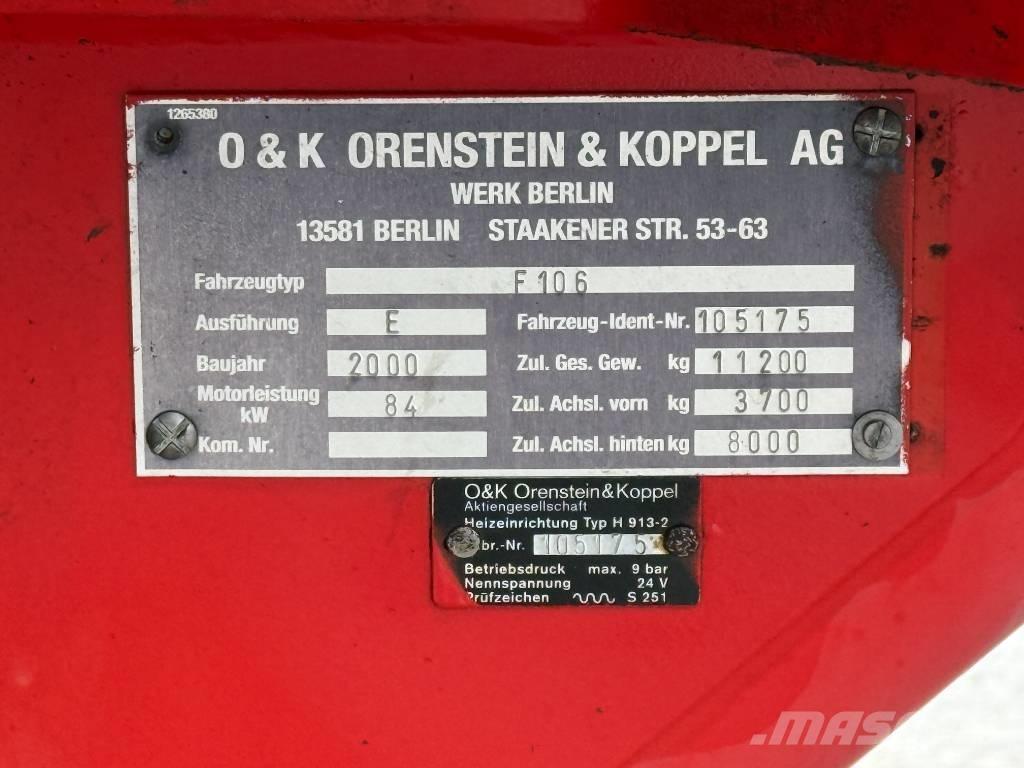 1265380
O & K ORENSTEIN & KOPPEL AG
WERK BERLIN
13581 BERLIN STAAKENER STR. 53-63
Fahrzeugtyp F 106
Ausführung E Fahrzeug-Ident-Nr. 105175
Baujahr 2000 Zul. Ges. Gew. kg 11200
Motorleistung kW 84 Zul. Achsl. vorn kg 3700
Kom. Nr. Zul. Achsl. hinten kg 8000
O&K Orenstein&Koppel
Aktiengesellschaft
Heizeinrichtung Typ H 913-2
br.-Nr. 105175
Betriebsdruck max. 9 bar
Nennspannung 24 V
Prüfzeichen S 251